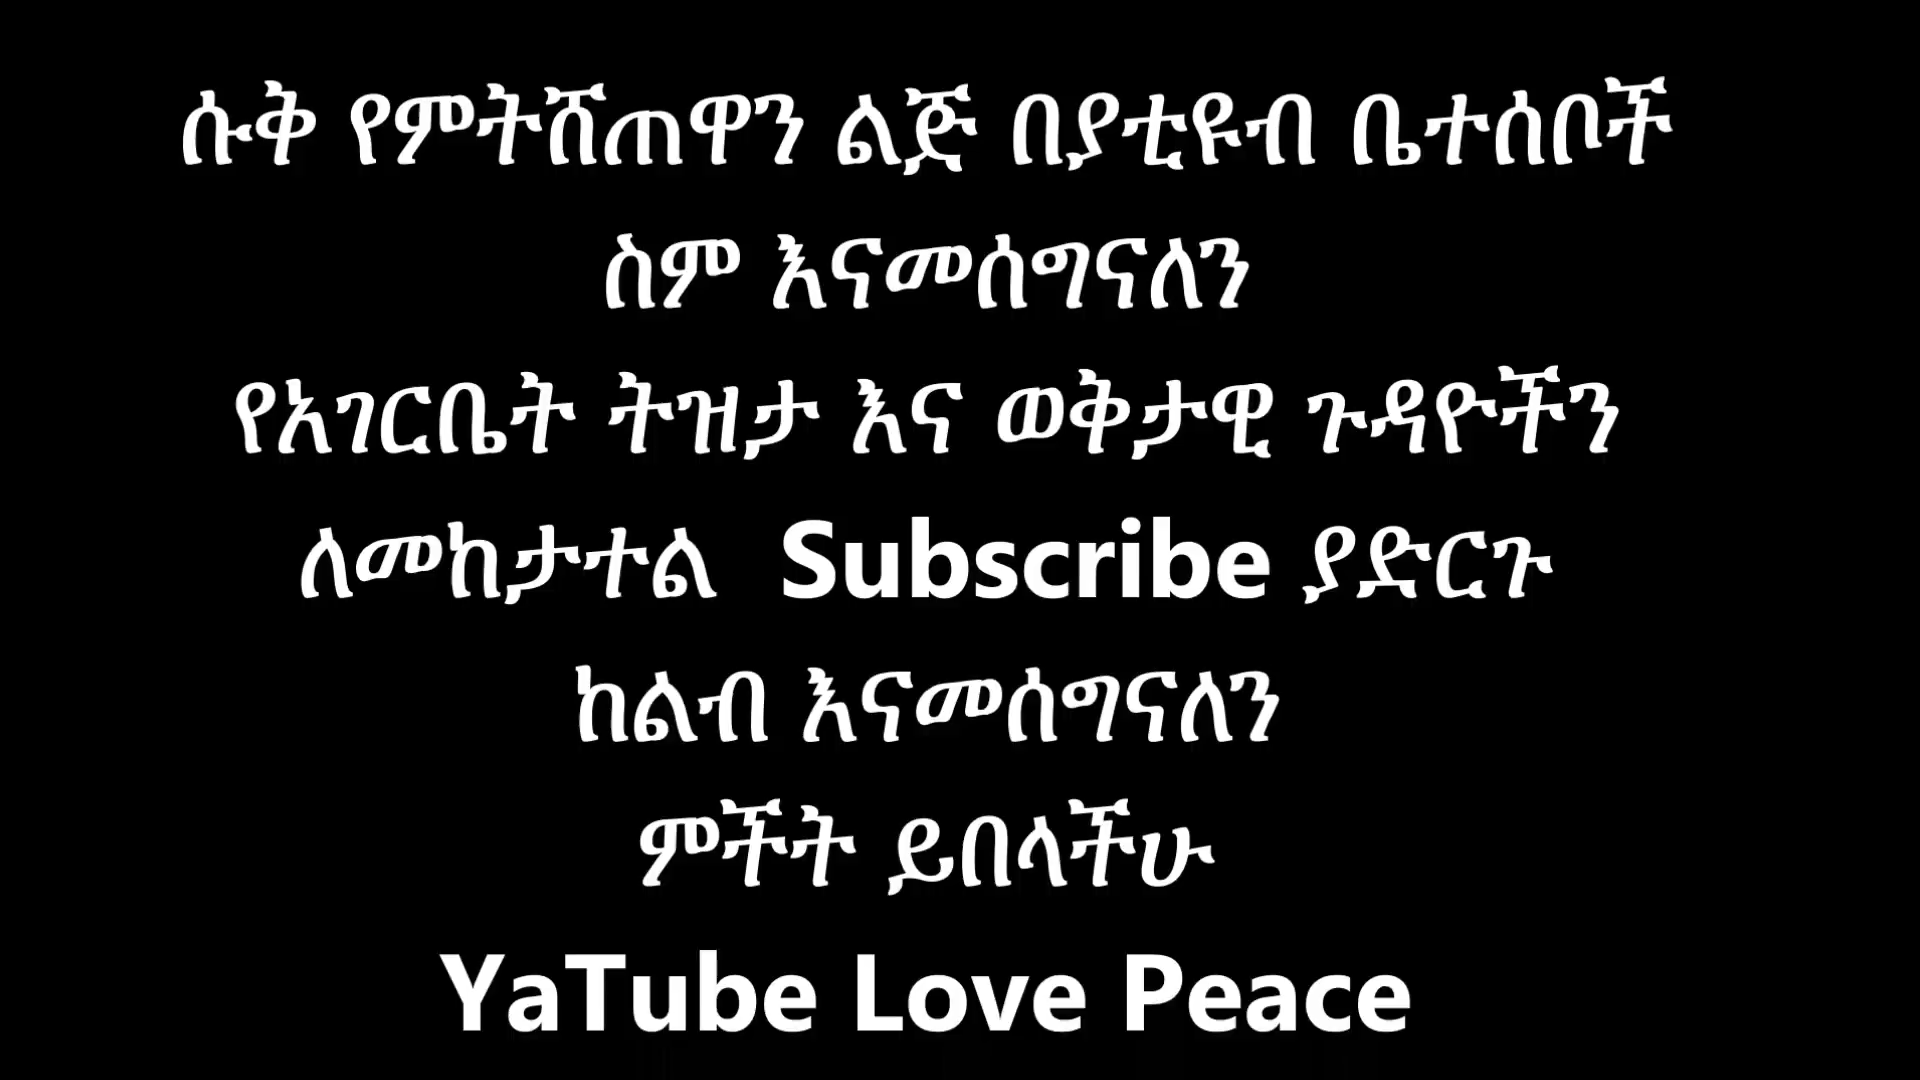 ሱቅ የምትሸጠዋን ልጅ በያቲዩብ ቤተሰቦች
ስም እናመሰግናለን
የአገርቤት ትዝታ እና ወቅታዊ ጉዳዮችን
ለመከታተል Subscribe ያድርጉ
ከልብ እናመሰግናለን
ምችት ይበላችሁ
YaTube Love Peace